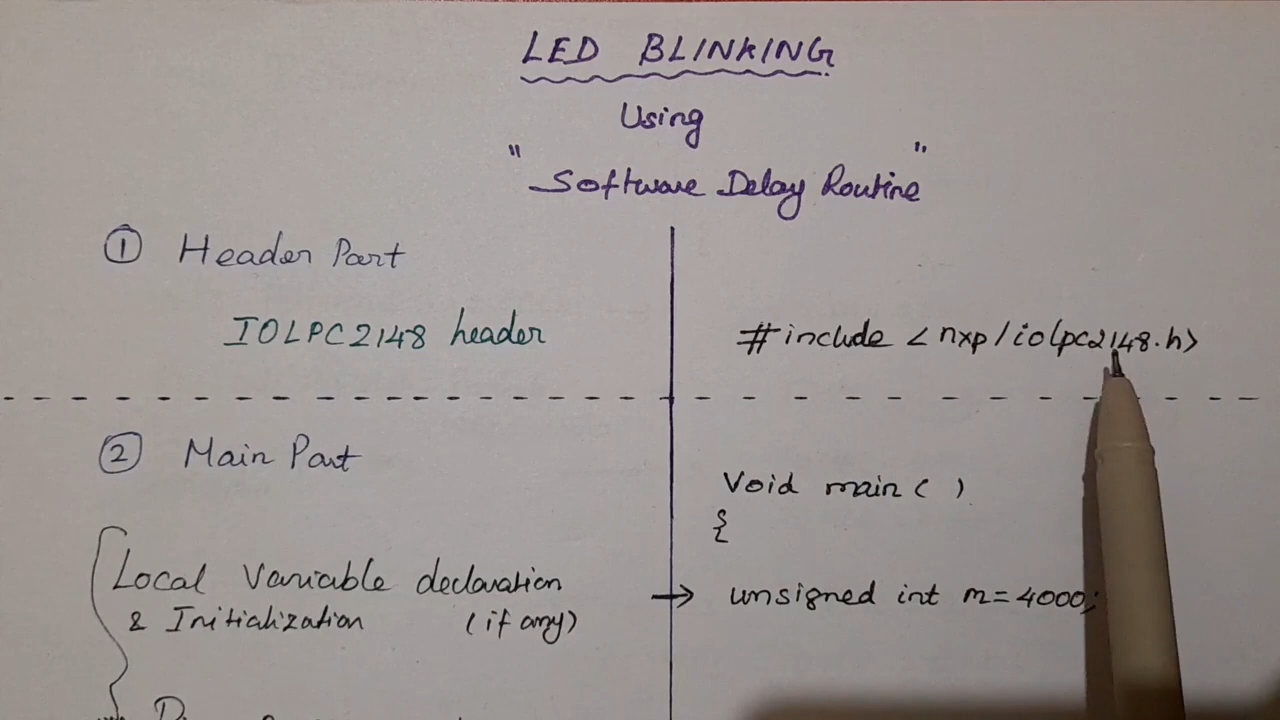 LED BLINKING
Using
" Software Delay Routine "
① Header Part
IOLPC2148 header
#include <nxp/iolpc2148.h>
② Main Part
Void main ( )
{
Local Variable declaration
& Initialization (if any)
→ unsigned int m=4000;